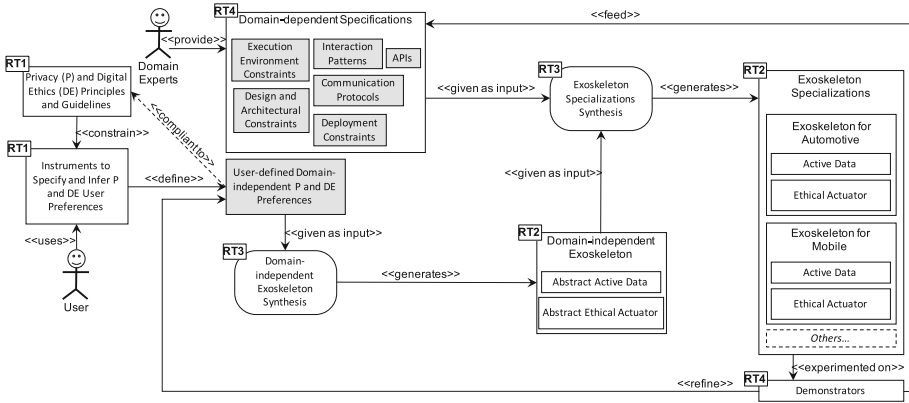 RT4
Domain-dependent Specifications
<<feed>>
<<provide>>
Domain
Experts
Execution
Environment
Constraints
Interaction
Patterns
APIs
Design and
Architectural
Constraints
Communication
Protocols
Deployment
Constraints
RT1
Privacy (P) and Digital
Ethics (DE) Principles
and Guidelines
<<compliant to>>
<<constrain>>
RT1
Instruments to
Specify and Infer P
and DE User
Preferences
<<define>>
User-defined Domain-
independent P and DE
Preferences
<<uses>>
User
<<given as input>>
RT3
Domain-
independent
Exoskeleton
Synthesis
<<generates>>
RT2
Domain-independent
Exoskeleton
Abstract Active Data
Abstract Ethical Actuator
<<given as input>>
<<given as input>>
RT3
Exoskeleton
Specializations
Synthesis
<<generates>>
RT2
Exoskeleton
Specializations
Exoskeleton for
Automotive
Active Data
Ethical Actuator
Exoskeleton for
Mobile
Active Data
Ethical Actuator
Others...
<<experimented on>>
<<refine>>
RT4
Demonstrators